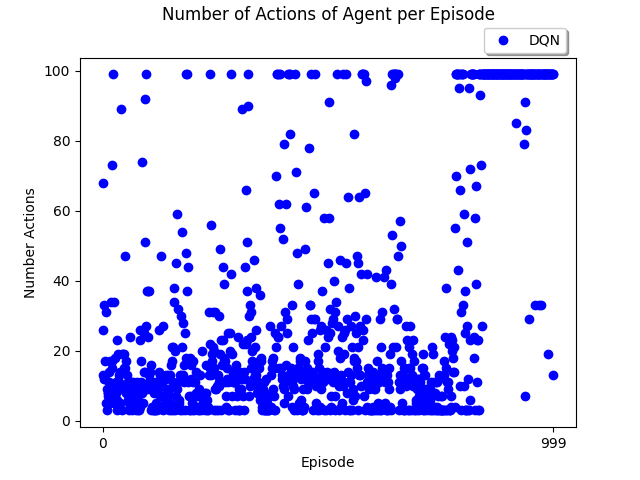 Number of Actions of Agent per Episode
DQN
100
80
60
40
20
0
Number Actions
0 999
Episode